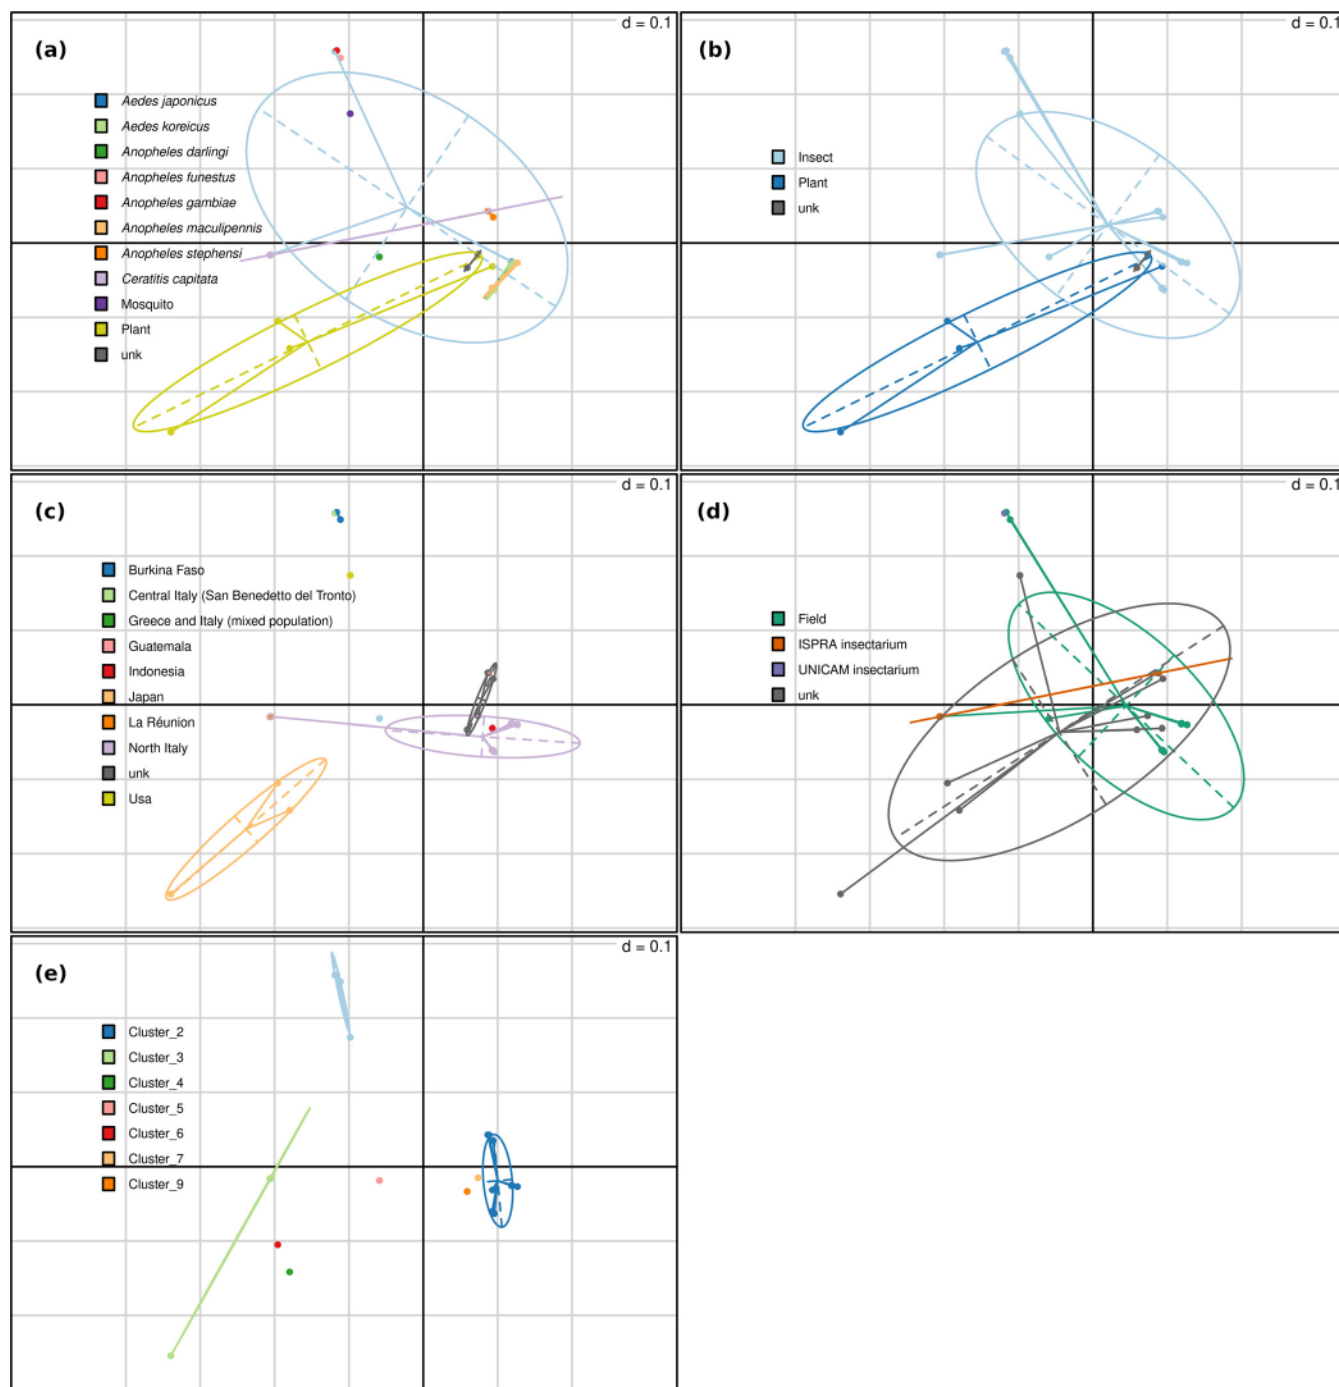 (a)
d = 0.1
Aedes japonicus
Aedes koreicus
Anopheles darlingi
Anopheles funestus
Anopheles gambiae
Anopheles maculipennis
Anopheles stephensi
Ceratitis capitata
Mosquito
Plant
unk
(b)
d = 0.1
Insect
Plant
unk
(c)
d = 0.1
Burkina Faso
Central Italy (San Benedetto del Tronto)
Greece and Italy (mixed population)
Guatemala
Indonesia
Japan
La Réunion
North Italy
unk
Usa
(d)
d = 0.1
Field
ISPRA insectarium
UNICAM insectarium
unk
(e)
d = 0.1
Cluster_2
Cluster_3
Cluster_4
Cluster_5
Cluster_6
Cluster_7
Cluster_9